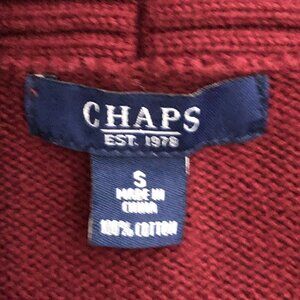 CHAPS
EST. 1978
S
MADE IN
CHINA
100% COTTON